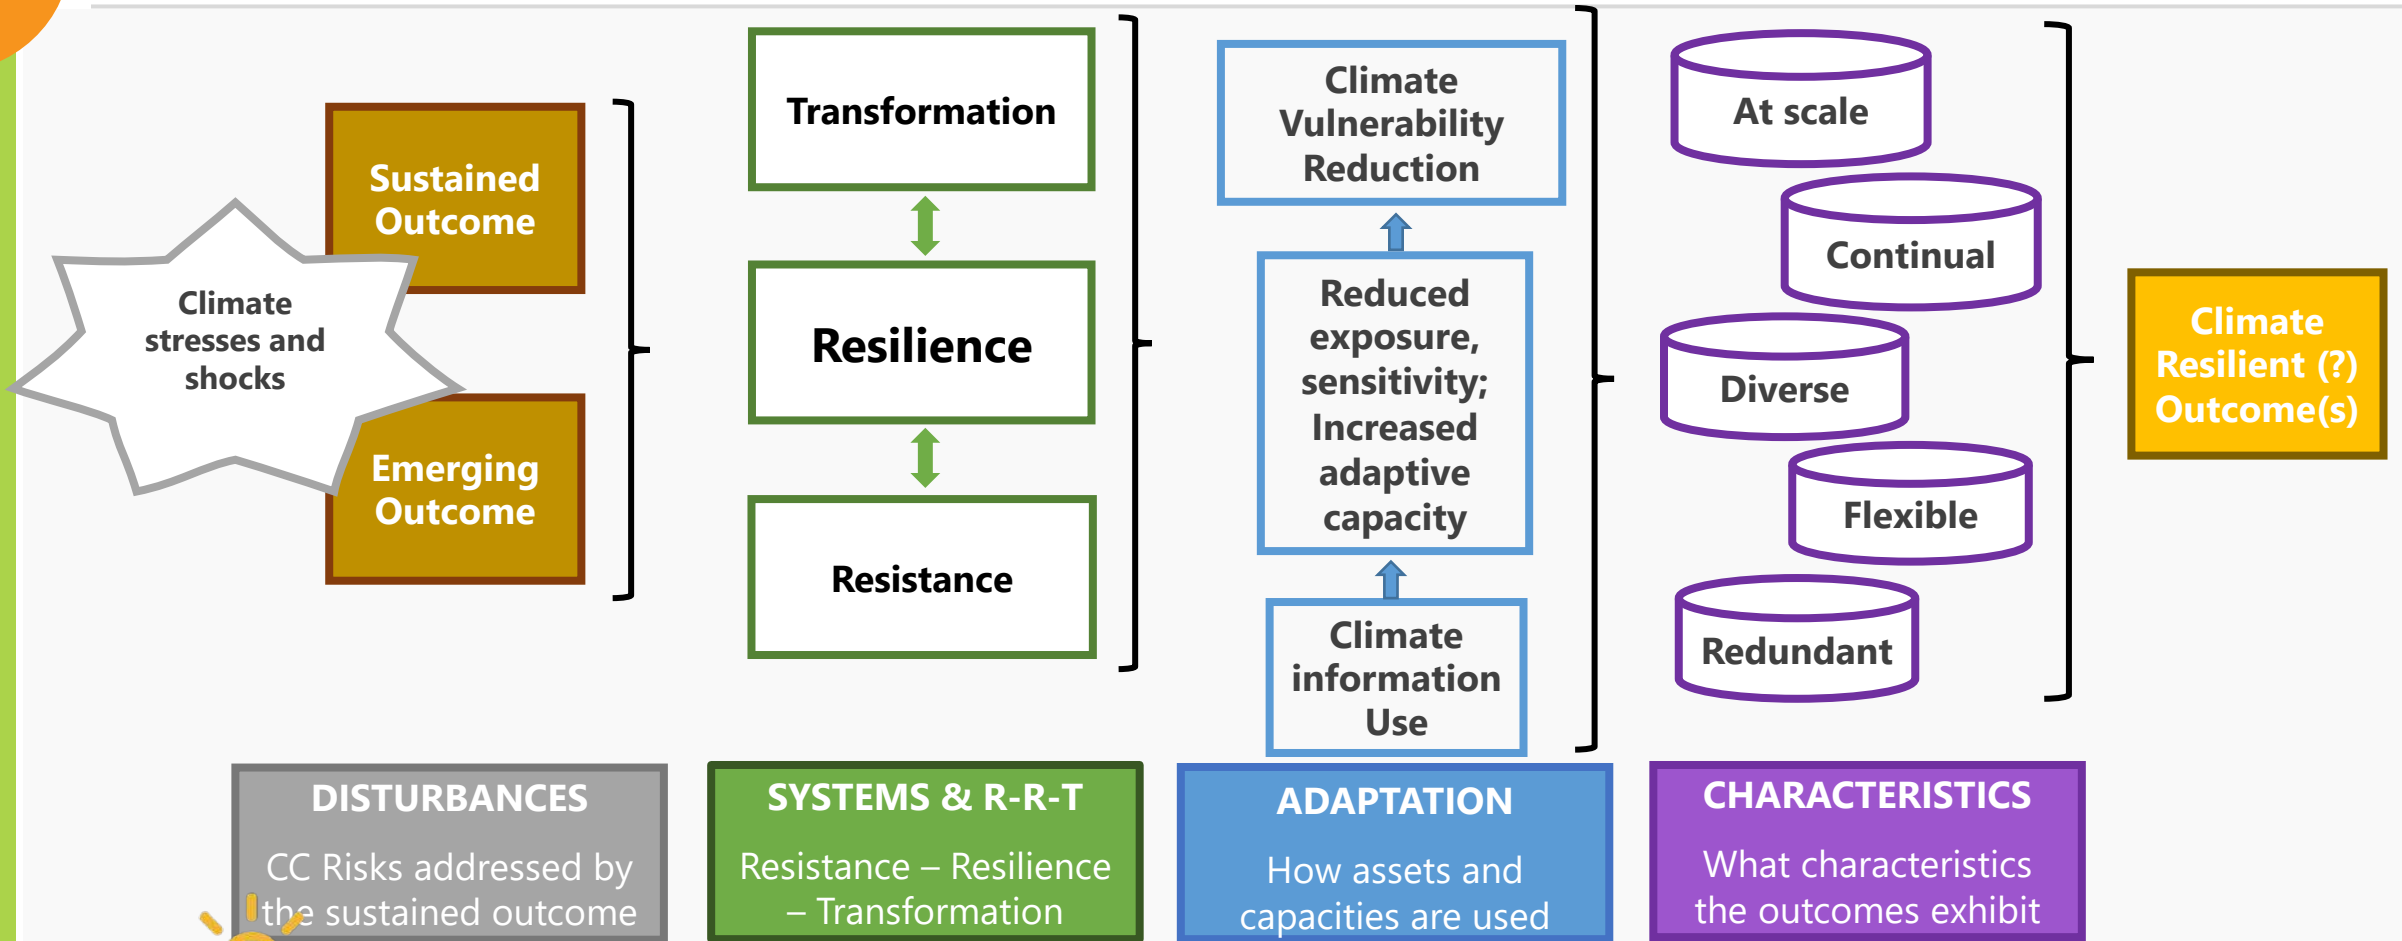 Climate
stresses and
shocks
Sustained
Outcome
Emerging
Outcome
Transformation
Resilience
Resistance
Climate
Vulnerability
Reduction
Reduced
exposure,
sensitivity;
Increased
adaptive
capacity
Climate
information
Use
At scale
Continual
Diverse
Flexible
Redundant
Climate
Resilient (?)
Outcome(s)
DISTURBANCES
CC Risks addressed by
the sustained outcome
SYSTEMS & R-R-T
Resistance – Resilience
– Transformation
ADAPTATION
How assets and
capacities are used
CHARACTERISTICS
What characteristics
the outcomes exhibit